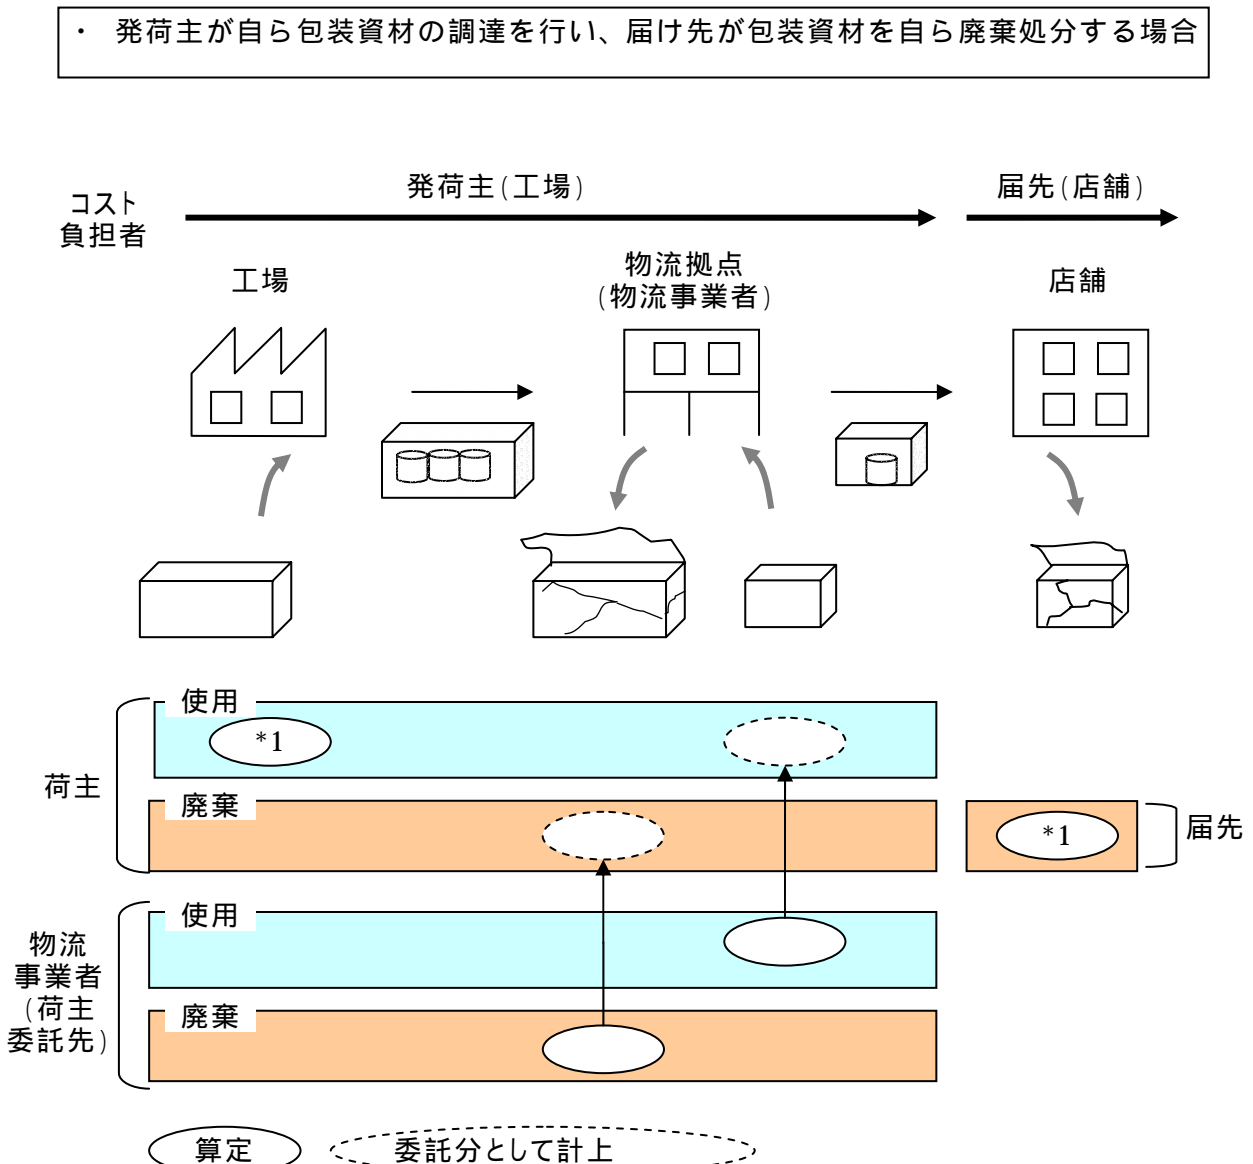 ・ 発荷主が自ら包装資材の調達を行い、届け先が包装資材を自ら廃棄処分する場合
コスト
負担者
発荷主(工場)
届先(店舗)
工場
物流拠点
(物流事業者)
店舗
使用
*1
荷主
廃棄
*1
届先
使用
物流
事業者
(荷主
委託先)
廃棄
算定
委託分として計上